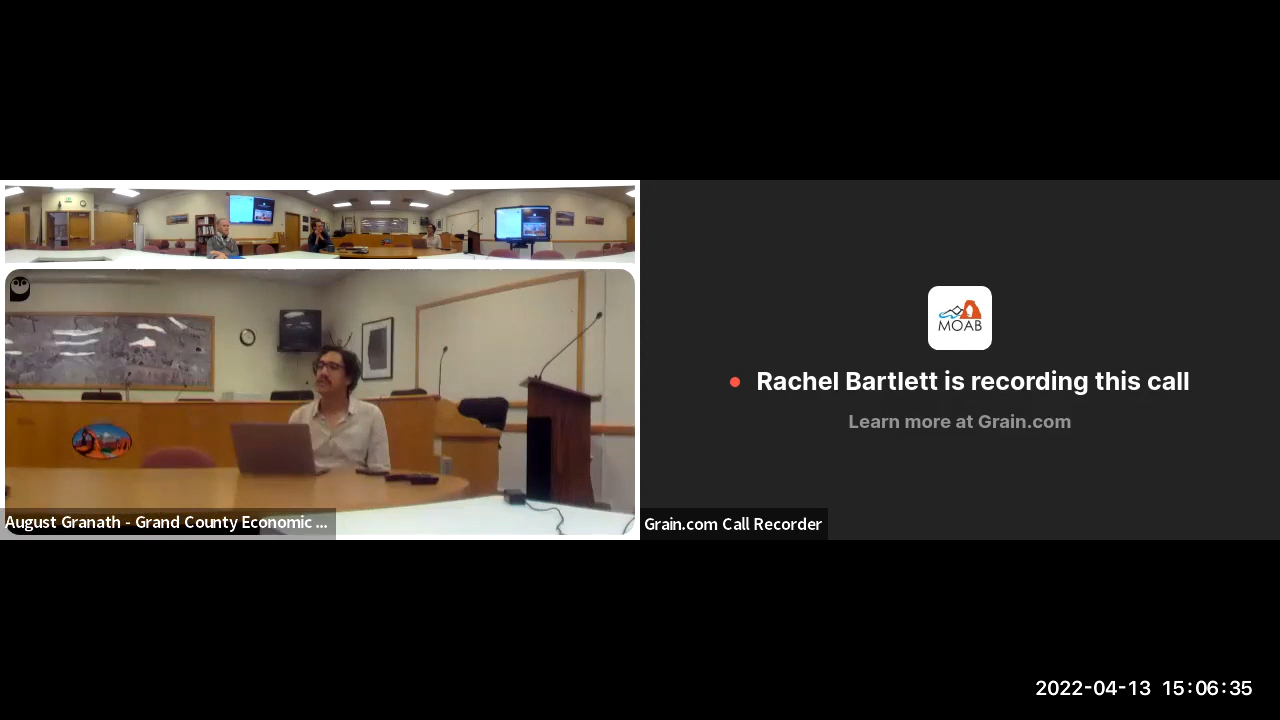 MOAB
Rachel Bartlett is recording this call
Learn more at Grain.com
August Granath - Grand County Economic ...
Grain.com Call Recorder
2022-04-13 15:06:35